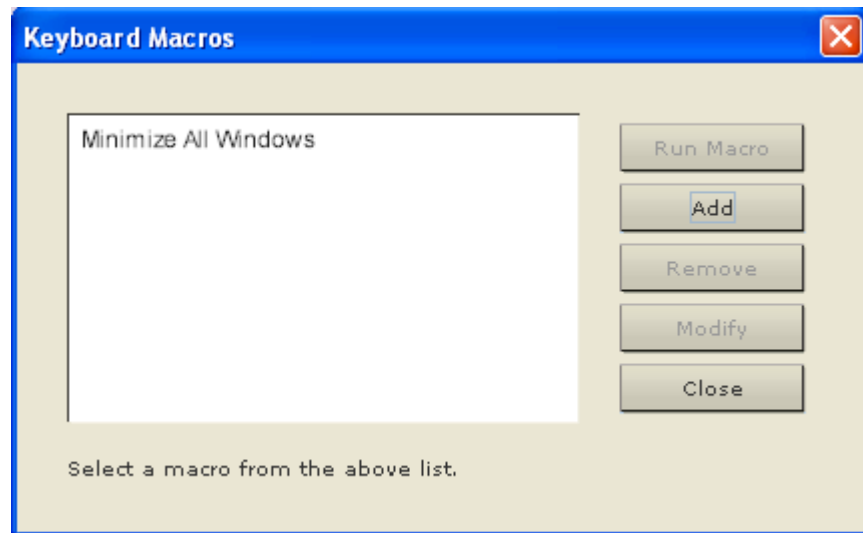 Keyboard Macros
Minimize All Windows
Run Macro
Add
Remove
Modify
Close
Select a macro from the above list.